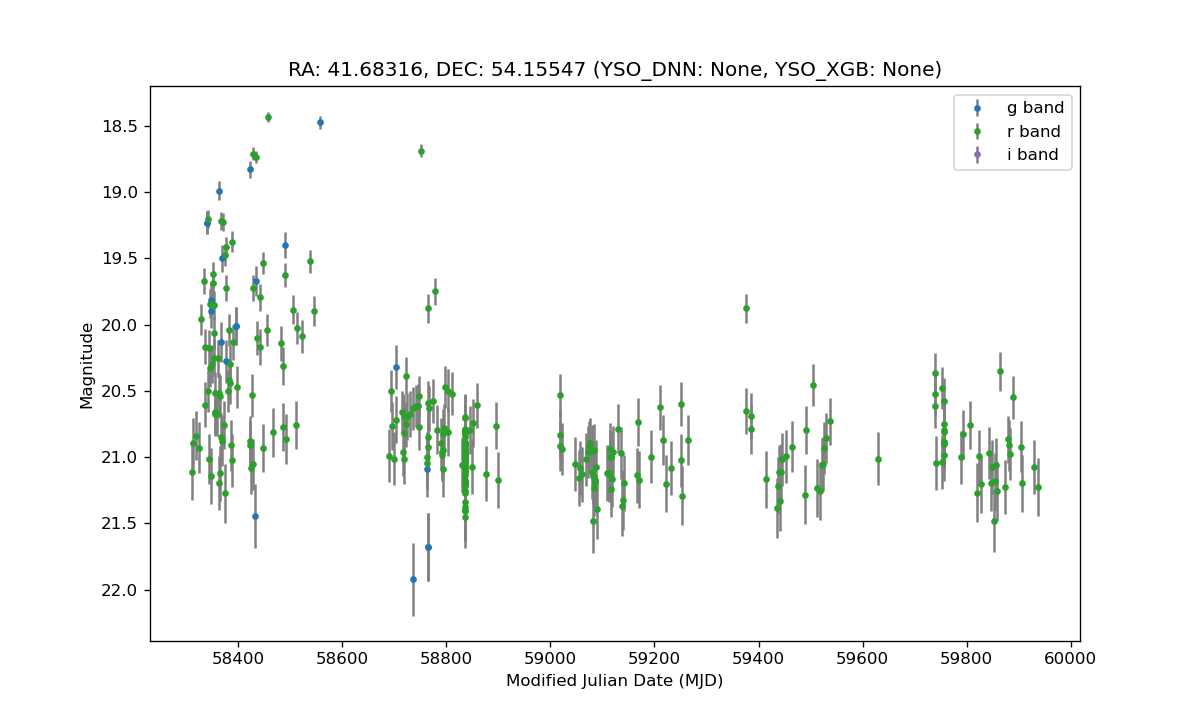 RA: 41.68316, DEC: 54.15547 (YSO_DNN: None, YSO_XGB: None)
g band
r band
i band
Magnitude
18.5
19.0
19.5
20.0
20.5
21.0
21.5
22.0
58400 58600 58800 59000 59200 59400 59600 59800 60000
Modified Julian Date (MJD)